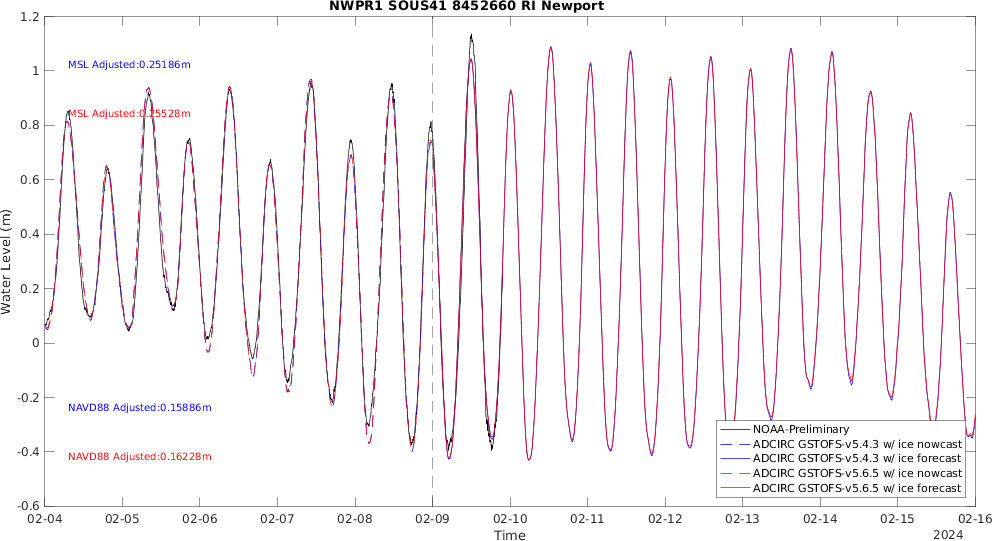 NWPR1 SOUS41 8452660 RI Newport
1.2
1
0.8
0.6
0.4
0.2
0
-0.2
-0.4
-0.6
Water Level (m)
MSL Adjusted:0.25186m
MSL Adjusted:0.25528m
NAVD88 Adjusted:0.15886m
NAVD88 Adjusted:0.16228m
NOAA-Preliminary
ADCIRC GSTOFS-v5.4.3 w/ ice nowcast
ADCIRC GSTOFS-v5.4.3 w/ ice forecast
ADCIRC GSTOFS-v5.6.5 w/ ice nowcast
ADCIRC GSTOFS-v5.6.5 w/ ice forecast
02-04 02-05 02-06 02-07 02-08 02-09 02-10 02-11 02-12 02-13 02-14 02-15 02-16
Time
2024